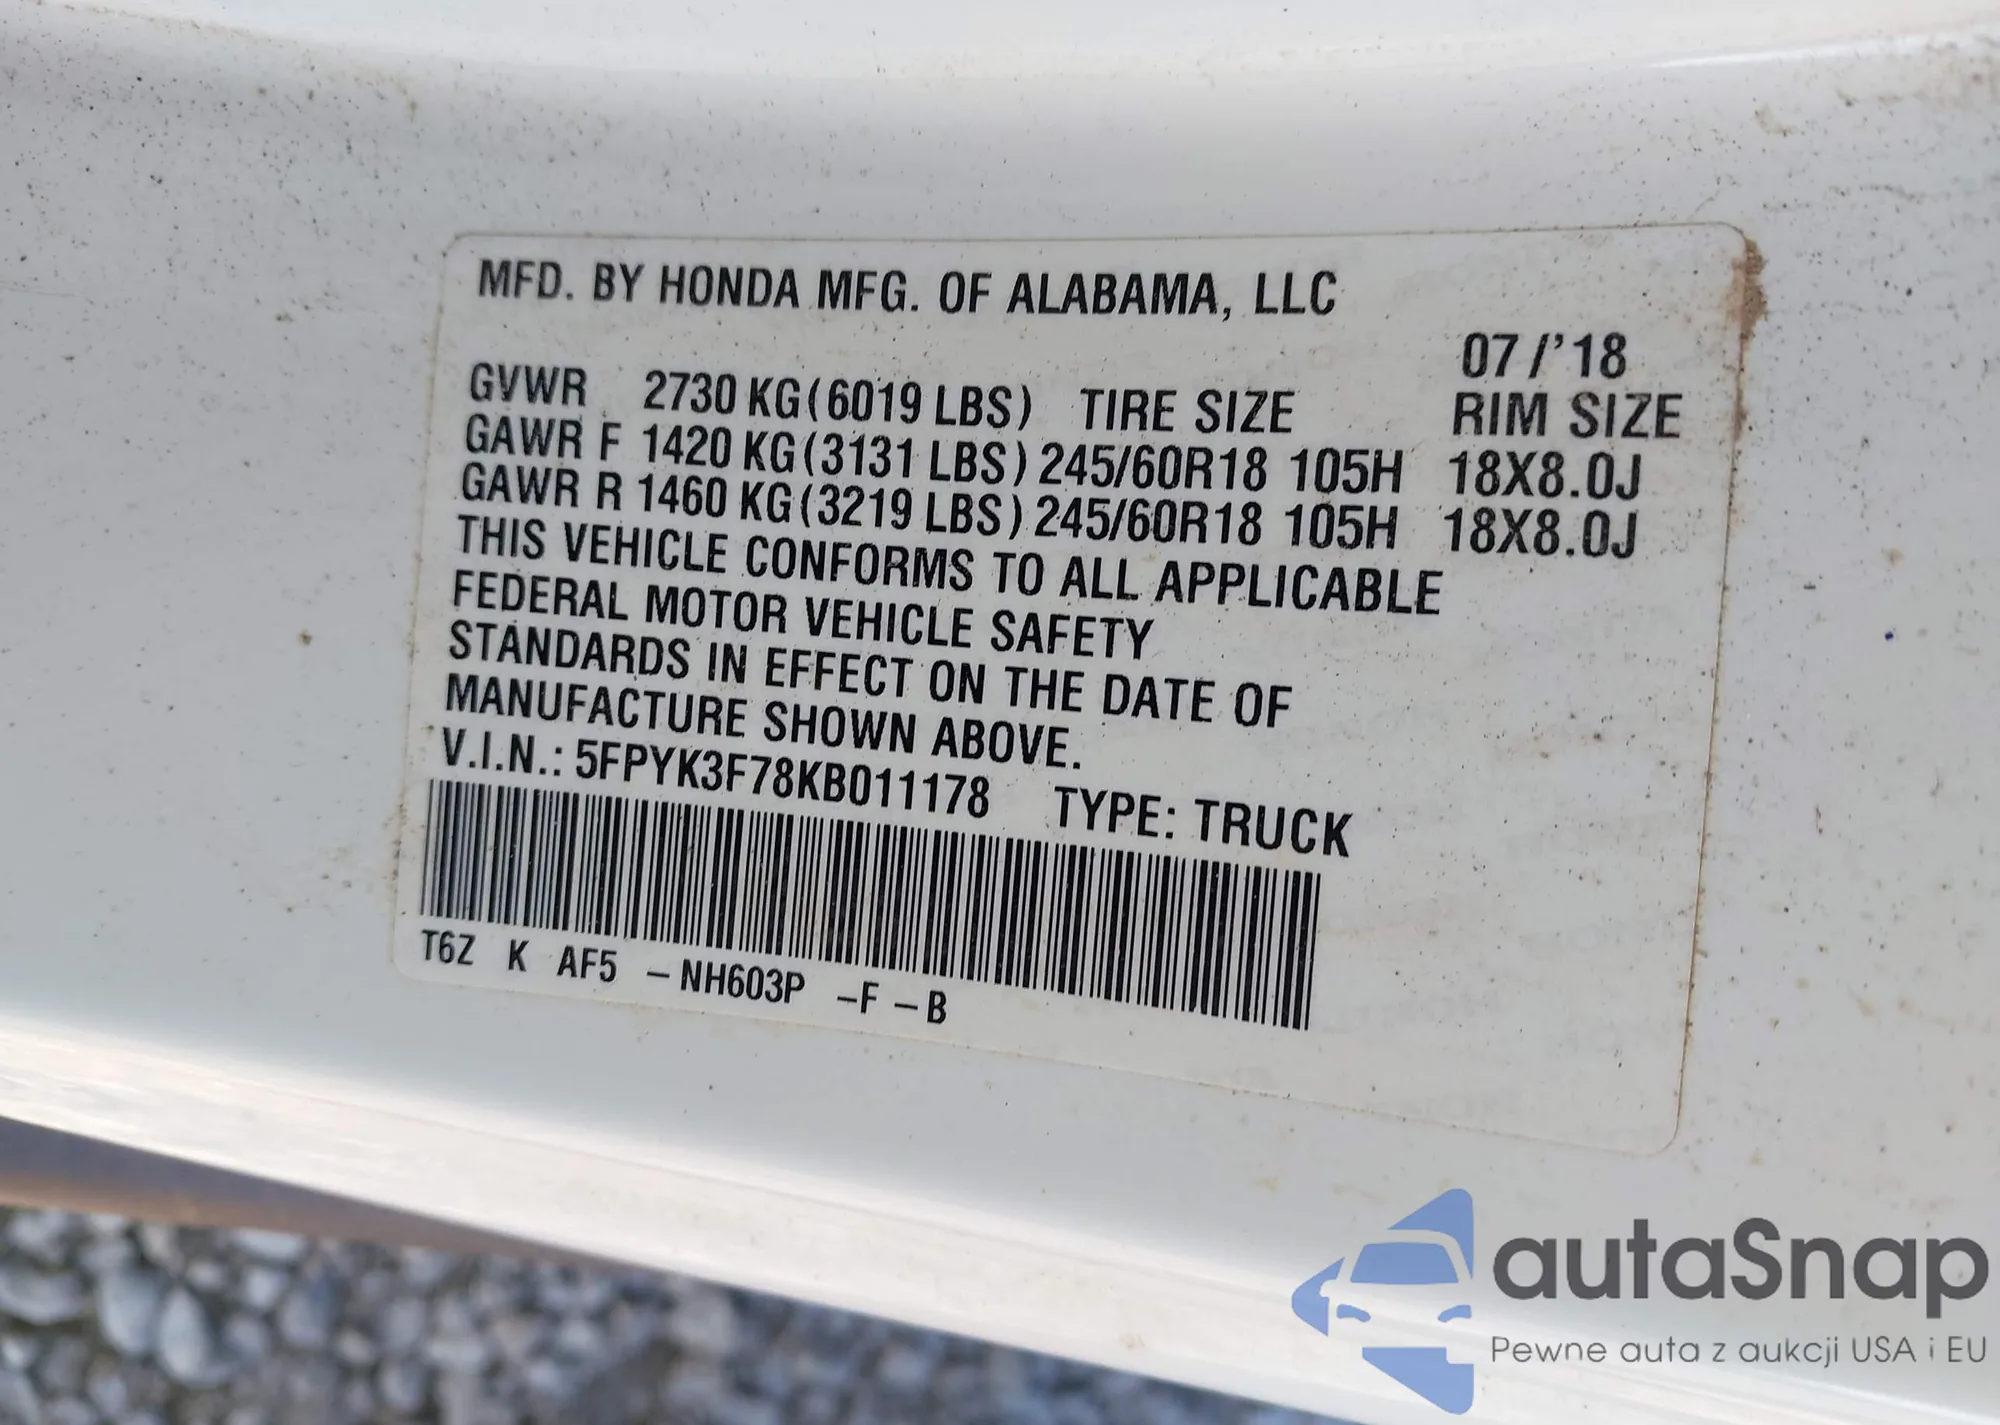 MFD. BY HONDA MFG. OF ALABAMA, LLC
07/'18
GVWR 2730 KG(6019 LBS) TIRE SIZE RIM SIZE
GAWR F 1420 KG(3131 LBS) 245/60R18 105H 18X8.0J
GAWR R 1460 KG(3219 LBS) 245/60R18 105H 18X8.0J
THIS VEHICLE CONFORMS TO ALL APPLICABLE
FEDERAL MOTOR VEHICLE SAFETY
STANDARDS IN EFFECT ON THE DATE OF
MANUFACTURE SHOWN ABOVE.
V.I.N.: 5FPYK3F78KB011178 TYPE: TRUCK
T6Z K AF5 -NH603P -F -B
autaSnap
Pewne auta z aukcji USA i EU